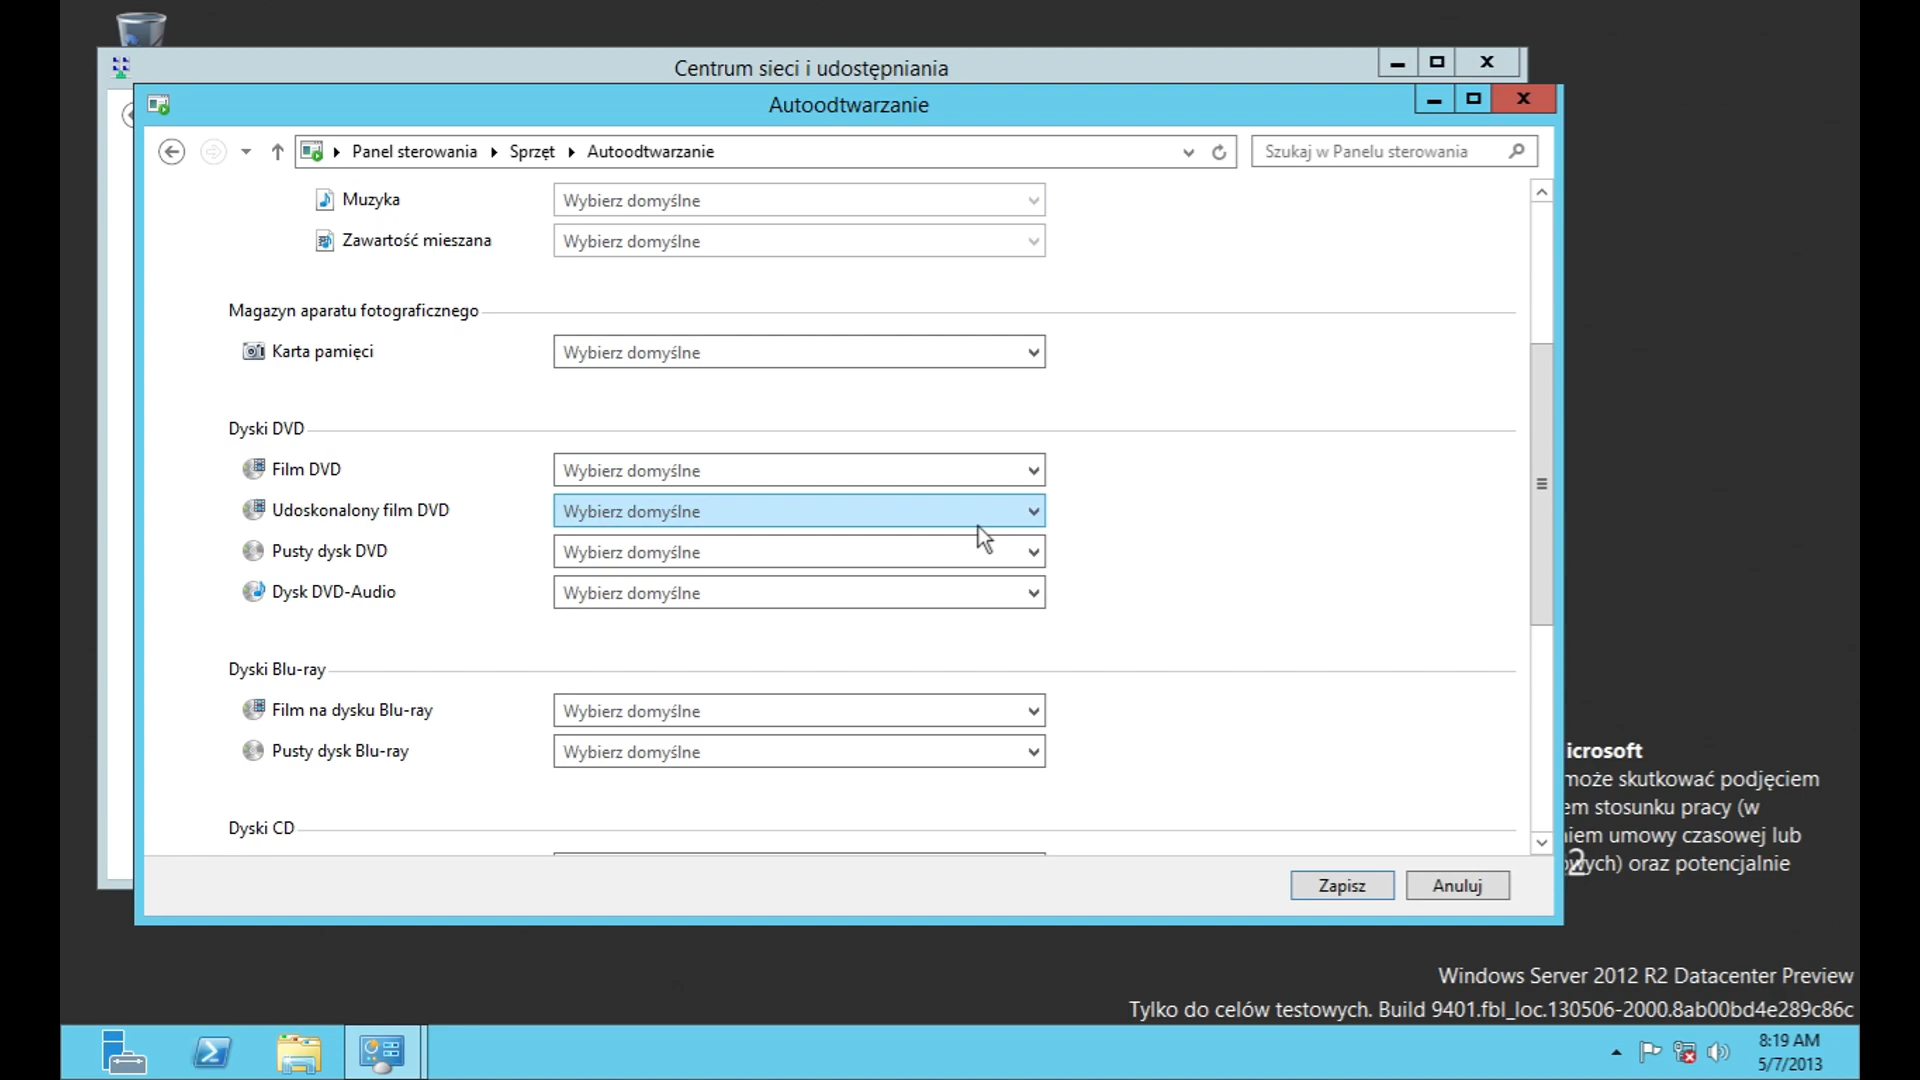 Centrum sieci i udostępniania
Autoodtwarzanie
Panel sterowania Sprzęt Autoodtwarzanie
Szukaj w Panelu sterowania
Muzyka Wybierz domyślne
Zawartość mieszana Wybierz domyślne
Magazyn aparatu fotograficznego
Karta pamięci Wybierz domyślne
Dyski DVD
Film DVD Wybierz domyślne
Udoskonalony film DVD Wybierz domyślne
Pusty dysk DVD Wybierz domyślne
Dysk DVD-Audio Wybierz domyślne
Dyski Blu-ray
Film na dysku Blu-ray Wybierz domyślne
Pusty dysk Blu-ray Wybierz domyślne
Dyski CD
Zapisz Anuluj
icrosoft
może skutkować podjęciem
em stosunku pracy (w
niem umowy czasowej lub
oraz potencjalnie
2
Windows Server 2012 R2 Datacenter Preview
Tylko do celów testowych. Build 9401.fbl_loc.130506-2000.8ab00bd4e289c86c
8:19 AM
5/7/2013